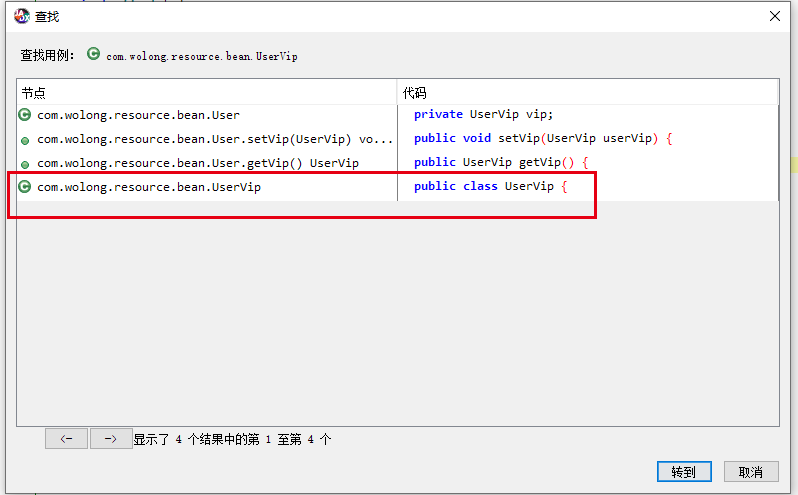 查找
查找用例: com.wolong.resource.bean.UserVip
节点 代码
com.wolong.resource.bean.User private UserVip vip;
com.wolong.resource.bean.User.setVip(UserVip) vo... public void setVip(UserVip userVip) {
com.wolong.resource.bean.User.getVip() UserVip public UserVip getVip() {
com.wolong.resource.bean.UserVip public class UserVip {
<- -> 显示了 4 个结果中的第 1 至第 4 个
转到 取消